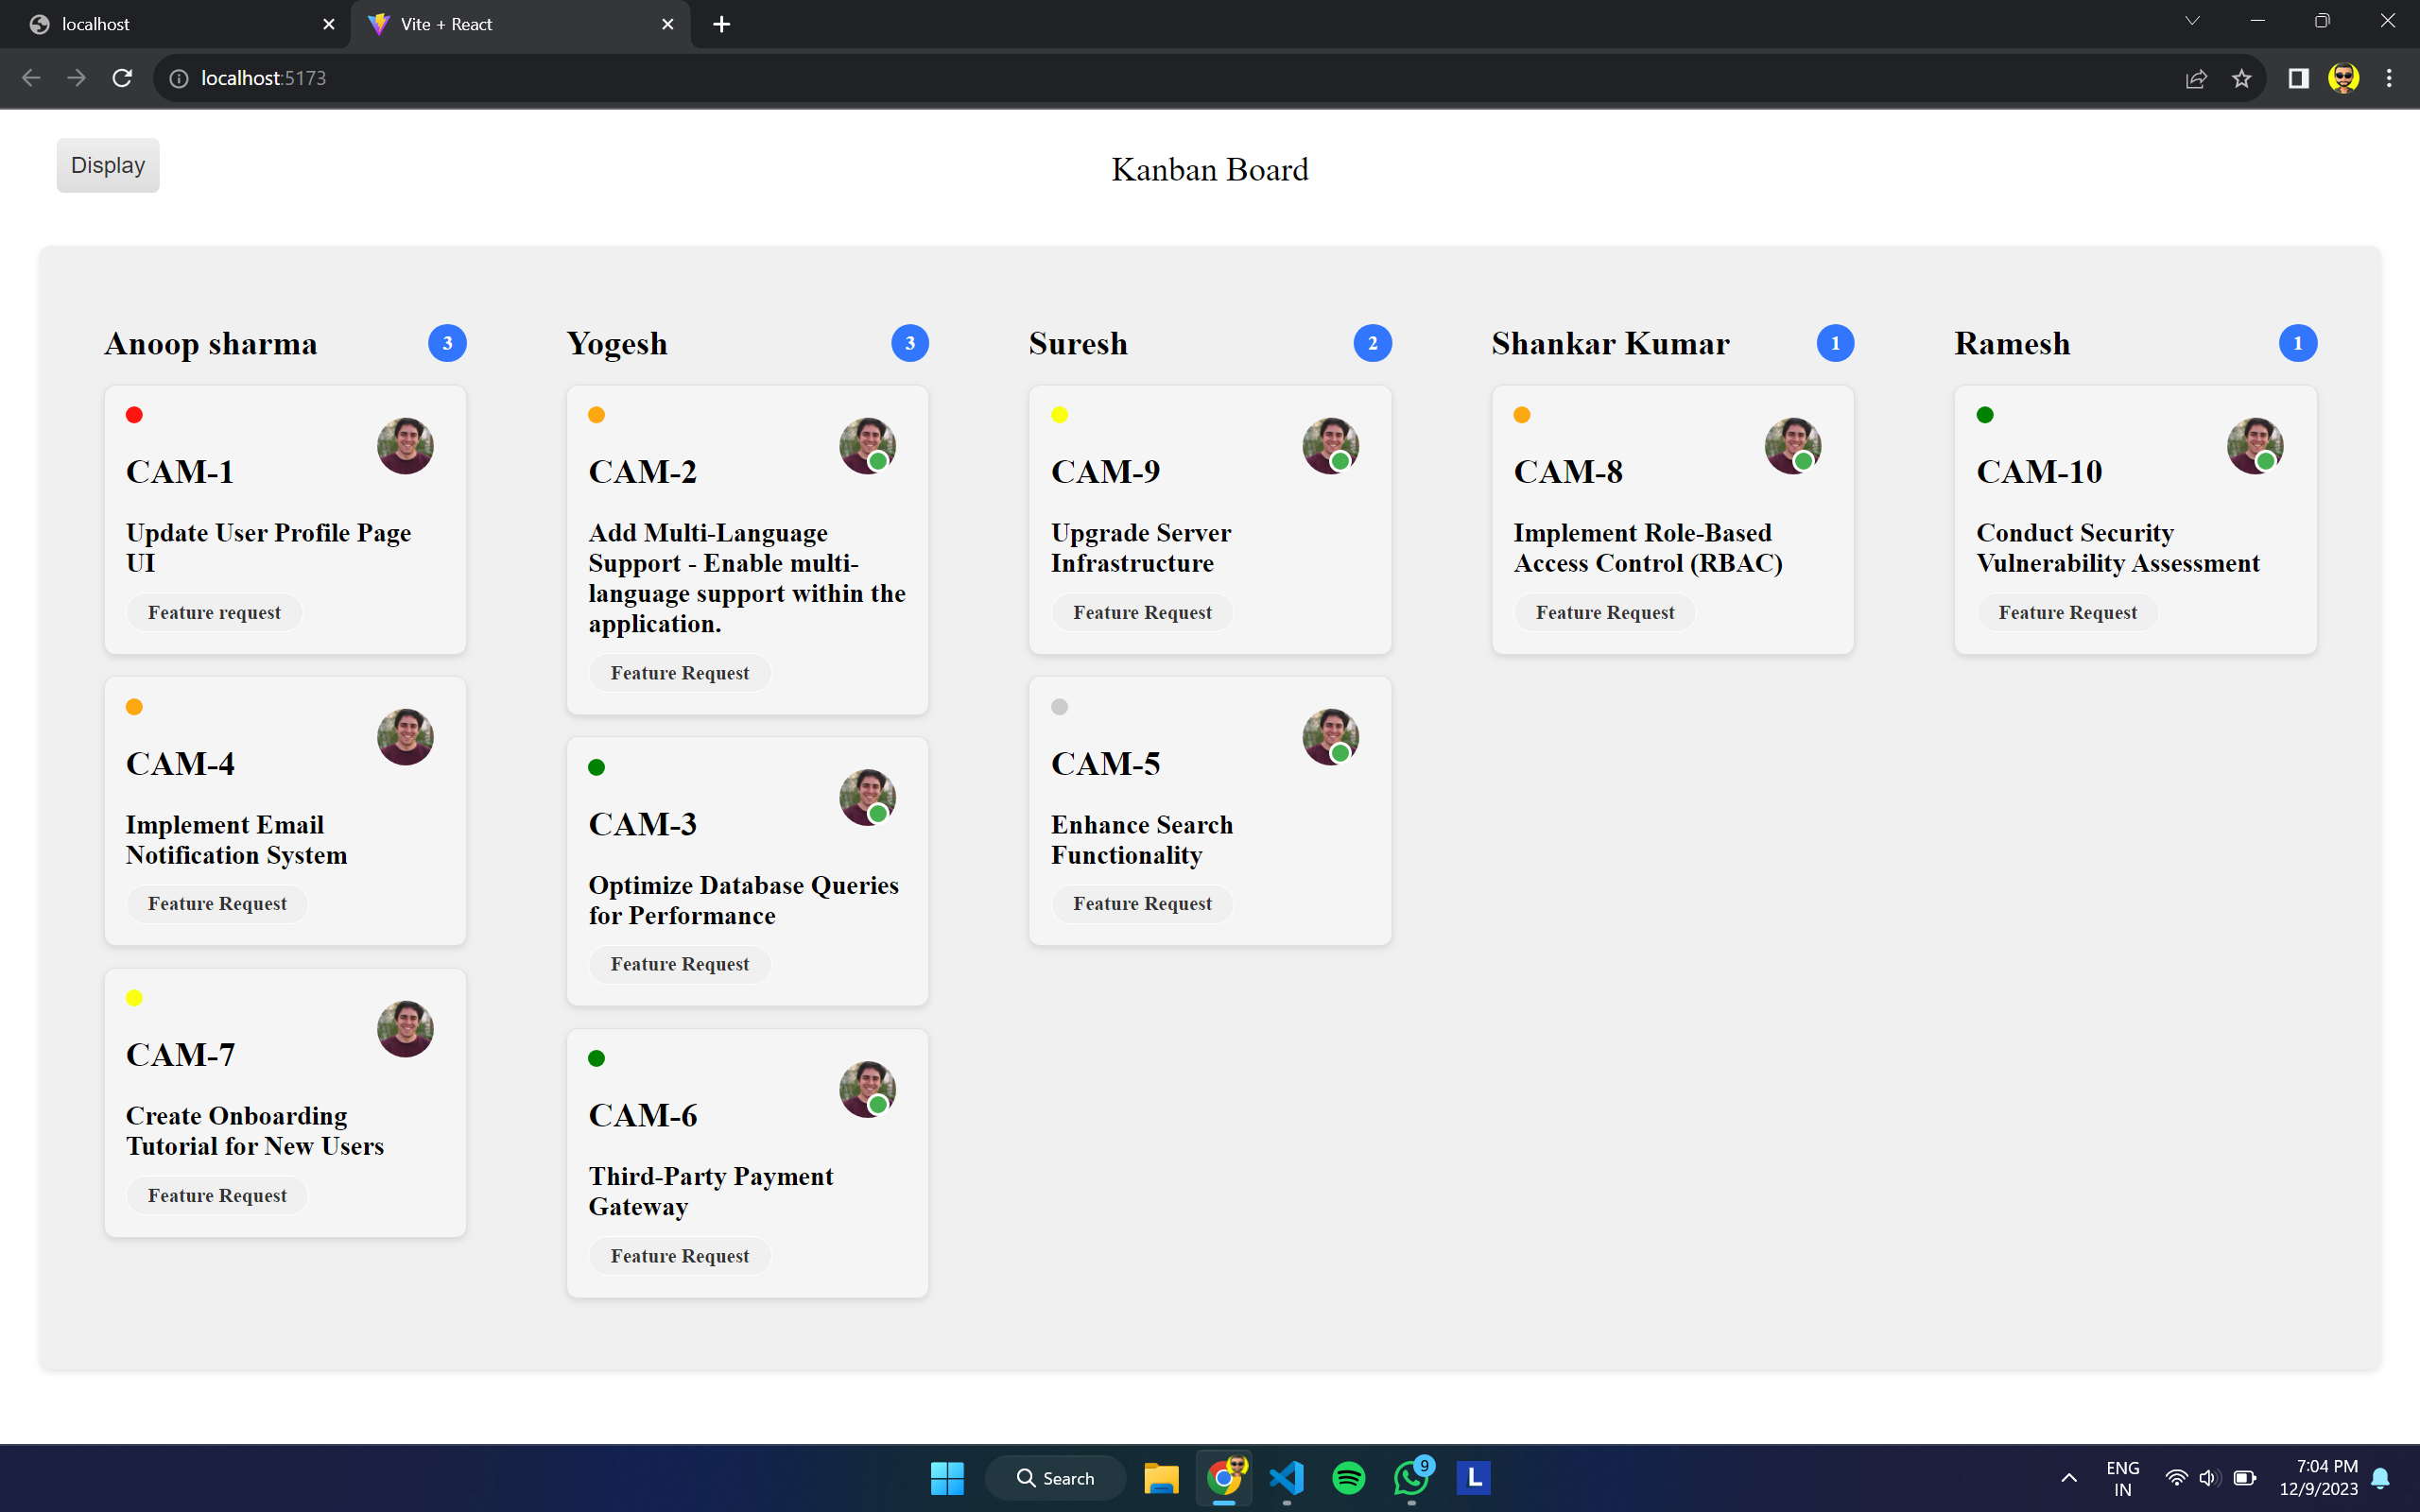 localhost
Vite + React
localhost:5173
Display
Kanban Board
Anoop sharma
3
CAM-1
Update User Profile Page
UI
Feature request
CAM-4
Implement Email
Notification System
Feature Request
CAM-7
Create Onboarding
Tutorial for New Users
Feature Request
Yogesh
3
CAM-2
Add Multi-Language
Support - Enable multi-
language support within the
application.
Feature Request
CAM-3
Optimize Database Queries
for Performance
Feature Request
CAM-6
Third-Party Payment
Gateway
Feature Request
Suresh
2
CAM-9
Upgrade Server
Infrastructure
Feature Request
CAM-5
Enhance Search
Functionality
Feature Request
Shankar Kumar
1
CAM-8
Implement Role-Based
Access Control (RBAC)
Feature Request
Ramesh
1
CAM-10
Conduct Security
Vulnerability Assessment
Feature Request
Search
9
L
ENG
IN
7:04 PM
12/9/2023